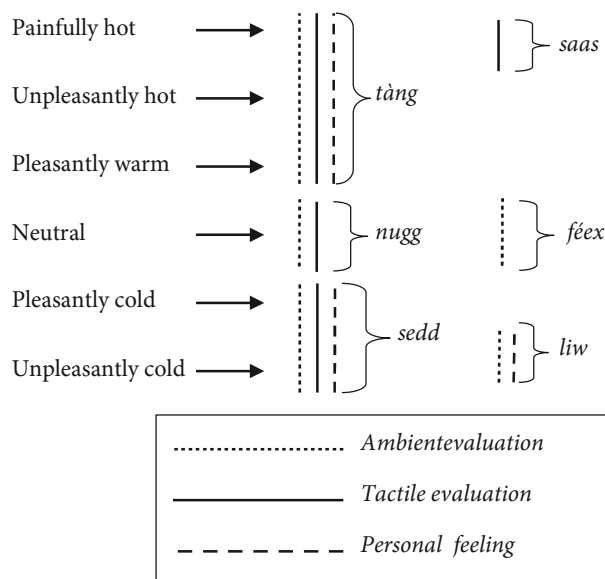 Painfully hot
saas
Unpleasantly hot
tàng
Pleasantly warm
Neutral
nugg
féex
Pleasantly cold
sedd
liw
Unpleasantly cold
Ambientevaluation
Tactile evaluation
Personal feeling